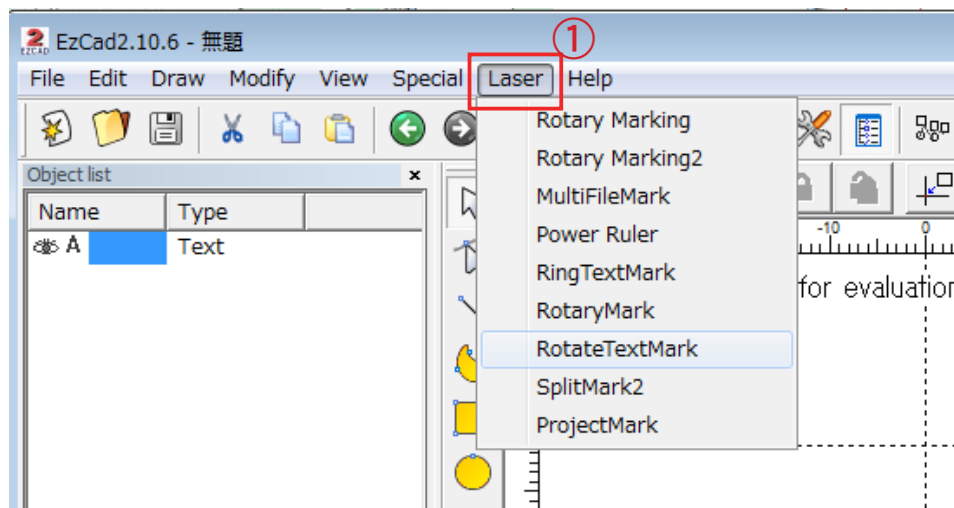 EzCad2.10.6 - 無題
①
File Edit Draw Modify View Special Laser Help
Rotary Marking
Rotary Marking2
MultiFileMark
Power Ruler
RingTextMark
RotaryMark
RotateTextMark
SplitMark2
ProjectMark
Object list
Name Type
A Text
-10 0
for evaluation